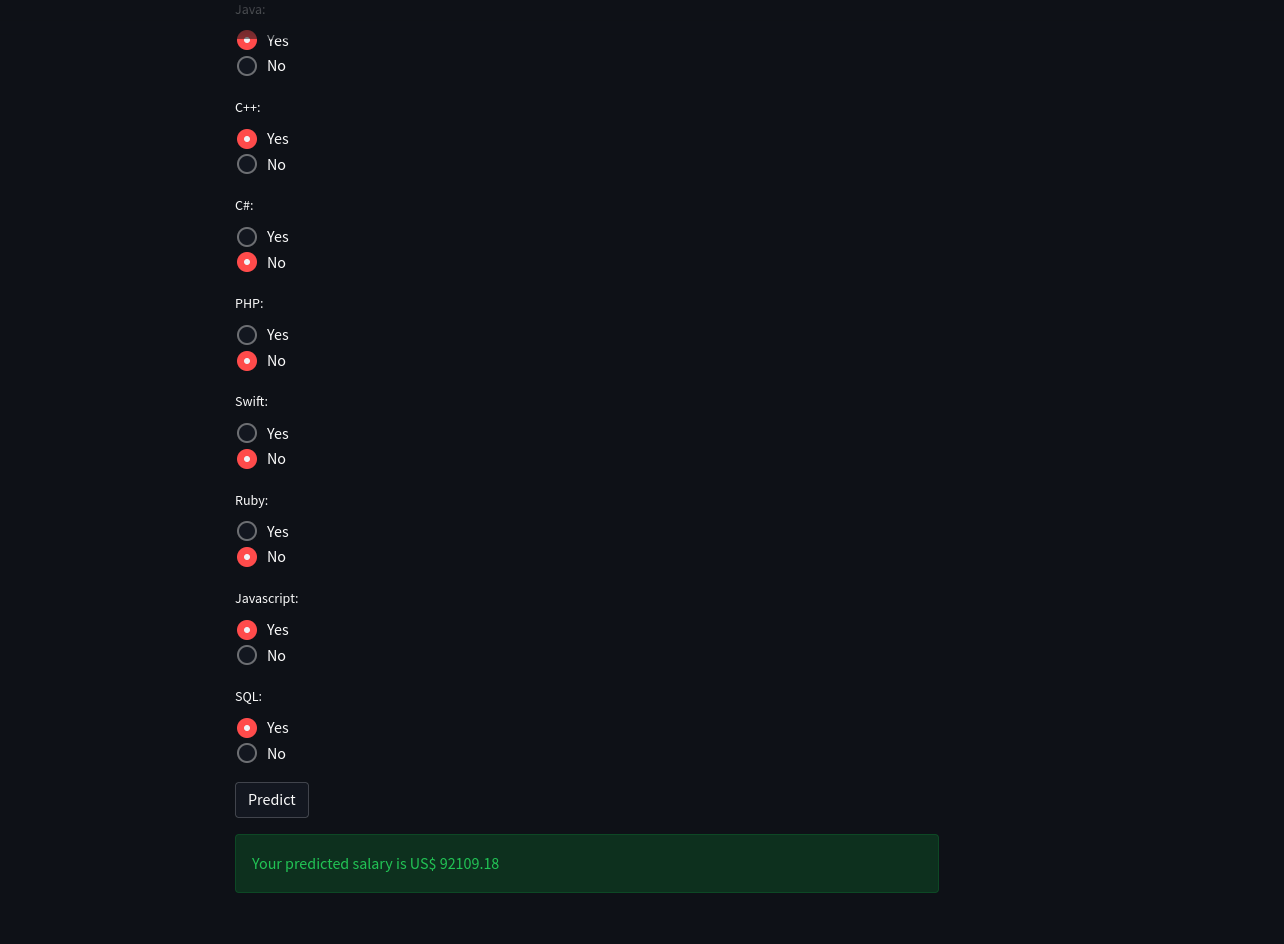 Java:
Yes
No
C++:
Yes
No
C#:
Yes
No
PHP:
Yes
No
Swift:
Yes
No
Ruby:
Yes
No
Javascript:
Yes
No
SQL:
Yes
No
Predict
Your predicted salary is US$ 92109.18